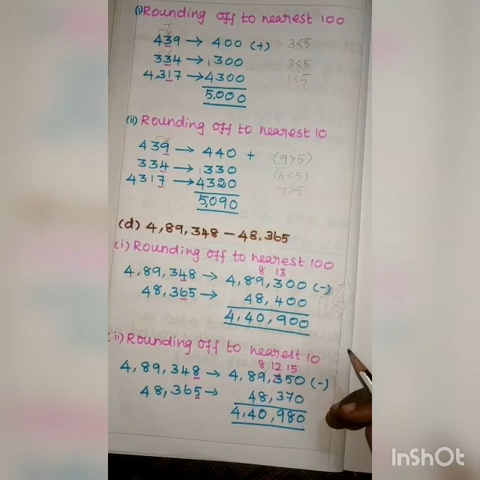 (i) Rounding off to nearest 100
439 → 400 (+) 3<5
334 → 300 3<5
4,317 → 4300 1<5
5,000
(ii) Rounding off to nearest 10
439 → 440 + (9>5)
334 → 330 (4<5)
4317 → 4320 7>5
5,090
(d) 4,89,348 - 48,365
(i) Rounding off to nearest 100
8 13
4,89,348 → 4,89,300 (-)
48,365 → 48,400
4,40,900
ii) Rounding off to nearest 10
8 12 15
4,89,348 → 4,89,350 (-)
48,365 → 48,370
4,40,980
InShOt